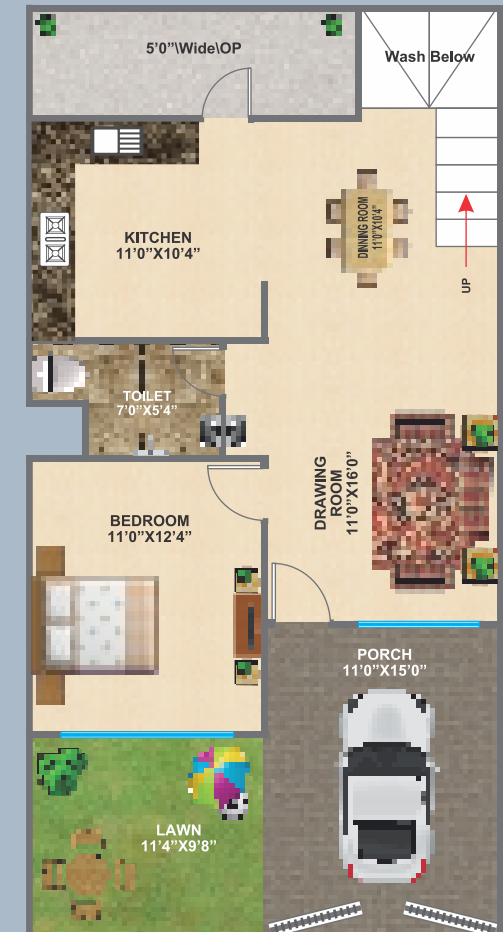 5'0"\Wide\OP
Wash Below
KITCHEN
11'0"X10'4"
DINNING ROOM
11'0"X10'4"
UP
TOILET
7'0"X5'4"
DRAWING
ROOM
11'0"X16'0"
BEDROOM
11'0"X12'4"
PORCH
11'0"X15'0"
LAWN
11'4"X9'8"